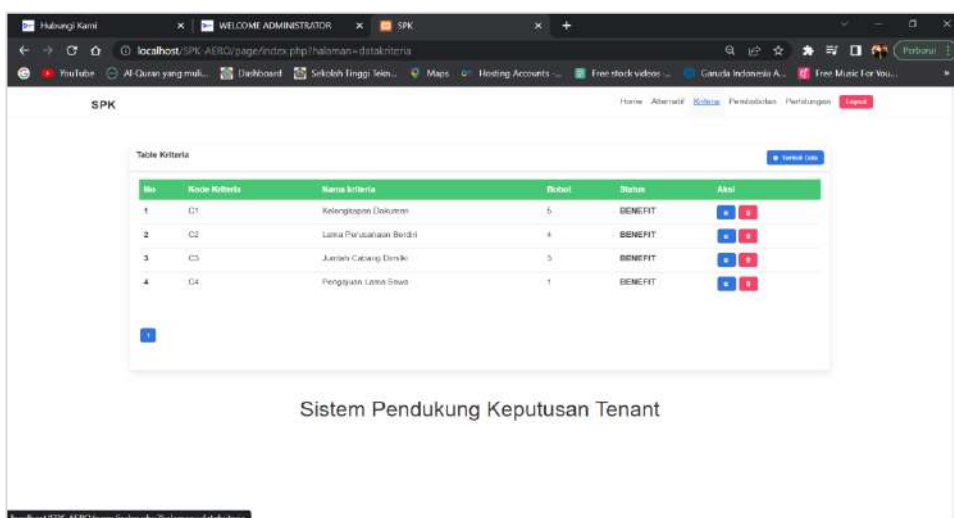 Hubungi Kami
WELCOME ADMINISTRATOR
SPK
localhost/SPK-AERO/page/index.php?halaman=datakriteria
Perbarui
YouTube
Al-Quran yang muli...
Dashboard
Sekolah Tinggi Tekn...
Maps
Hosting Accounts -...
Free stock videos -...
Garuda Indonesia A...
Free Music For You...
SPK
Home Alternatif Kriteria Pembobotan Perhitungan Logout
Table Kriteria
Tambah Data
No Kode Kriteria Nama kriteria Bobot Status Aksi
1 C1 Kelengkapan Dokumen 5 BENEFIT
2 C2 Lama Perusahaan Berdiri 4 BENEFIT
3 C3 Jumlah Cabang Dimiliki 3 BENEFIT
4 C4 Pengajuan Lama Sewa 1 BENEFIT
1
Sistem Pendukung Keputusan Tenant